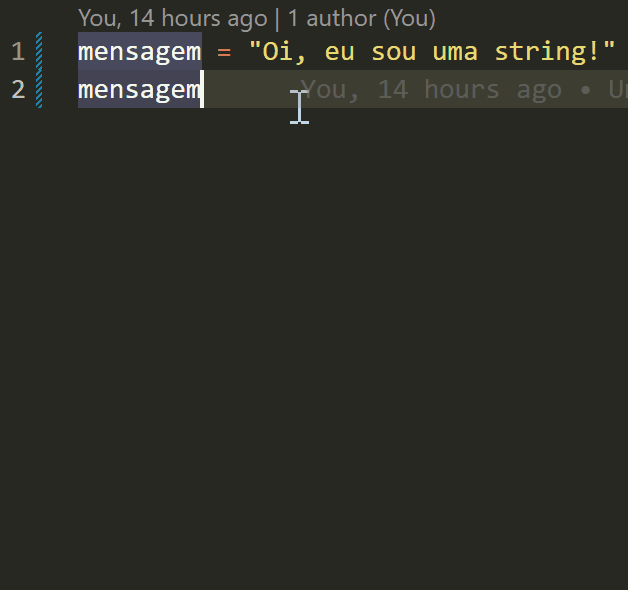 You, 14 hours ago | 1 author (You)
1 mensagem = "Oi, eu sou uma string!"
2 mensagem You, 14 hours ago •